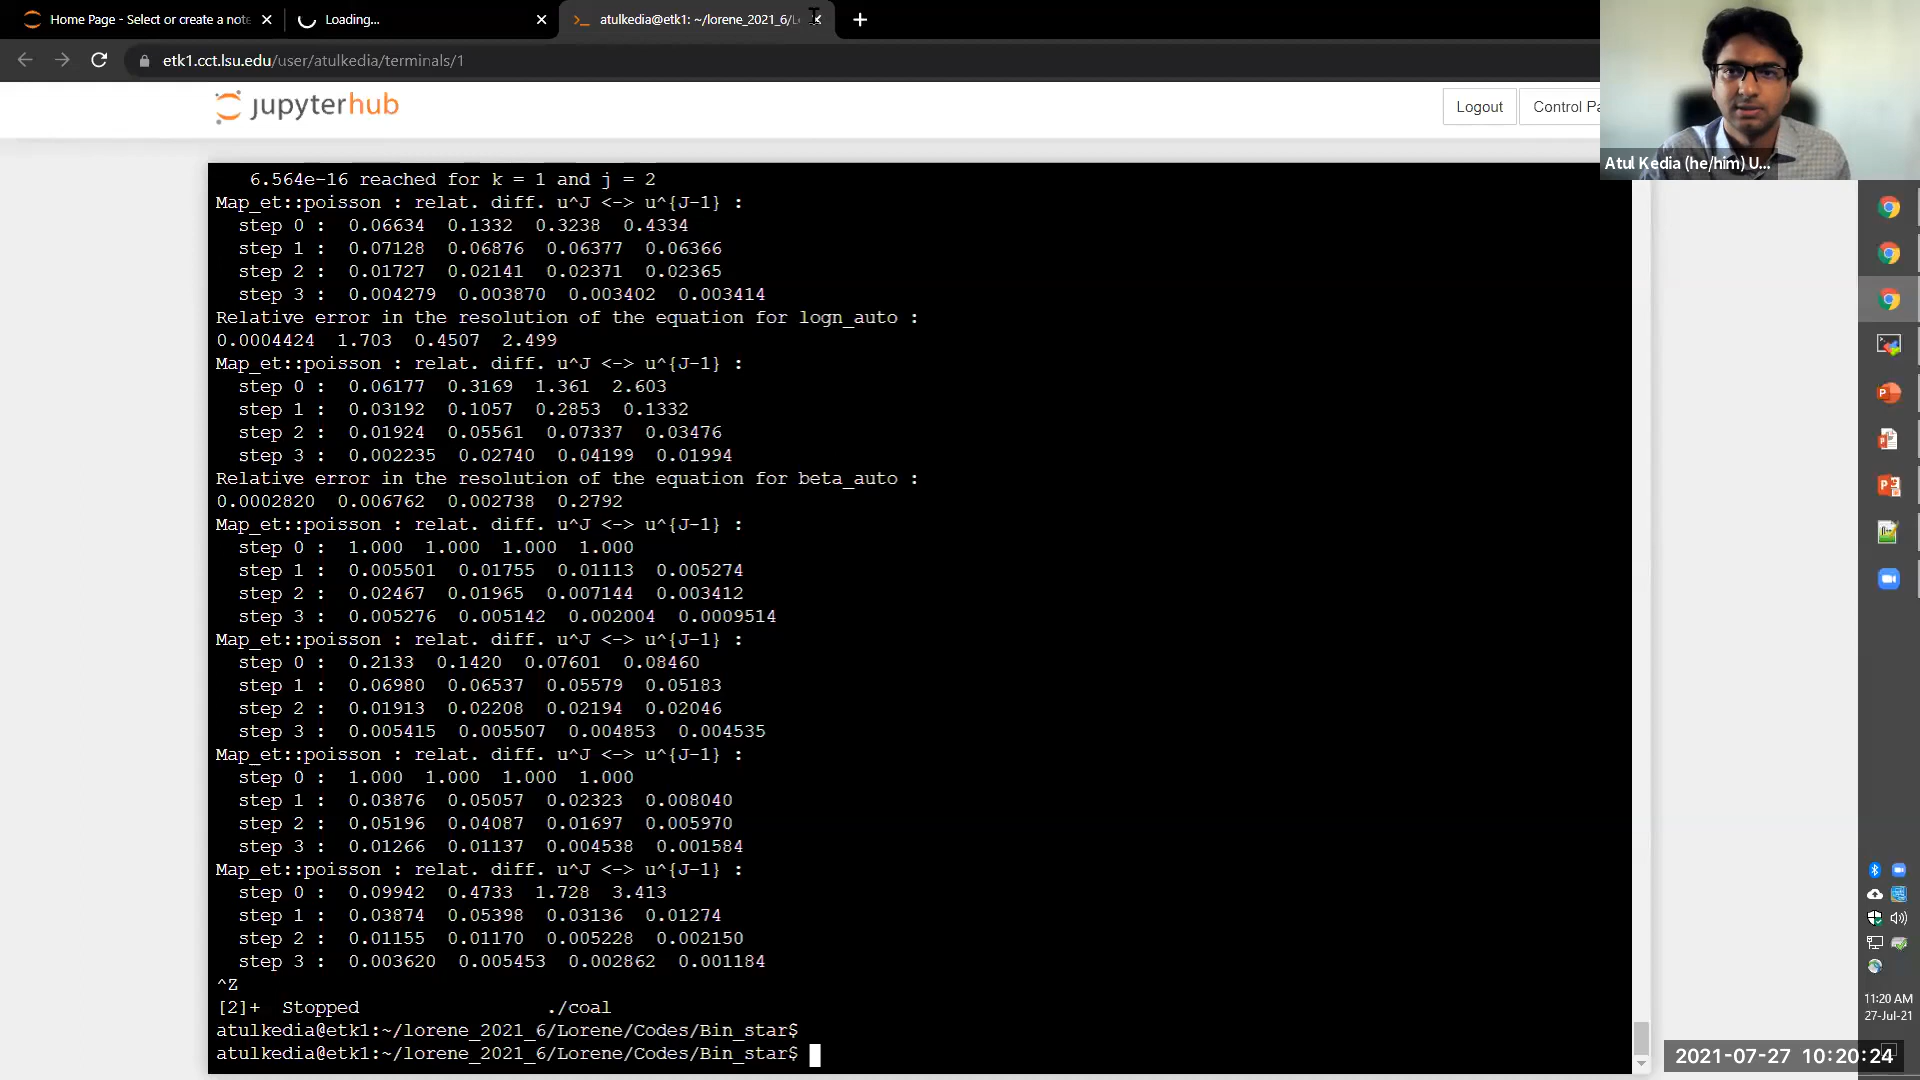 Home Page - Select or create a note
Loading...
atulkedia@etk1: ~/lorene_2021_6/L
etk1.cct.lsu.edu/user/atulkedia/terminals/1
jupyterhub
Logout
Control Pa
Atul Kedia (he/him) U...
6.564e-16 reached for k = 1 and j = 2
Map_et::poisson : relat. diff. u^J <-> u^{J-1} :
step 0 :  0.06634  0.1332  0.3238  0.4334
step 1 :  0.07128  0.06876  0.06377  0.06366
step 2 :  0.01727  0.02141  0.02371  0.02365
step 3 :  0.004279  0.003870  0.003402  0.003414
Relative error in the resolution of the equation for logn_auto :
0.0004424  1.703  0.4507  2.499
Map_et::poisson : relat. diff. u^J <-> u^{J-1} :
step 0 :  0.06177  0.3169  1.361  2.603
step 1 :  0.03192  0.1057  0.2853  0.1332
step 2 :  0.01924  0.05561  0.07337  0.03476
step 3 :  0.002235  0.02740  0.04199  0.01994
Relative error in the resolution of the equation for beta_auto :
0.0002820  0.006762  0.002738  0.2792
Map_et::poisson : relat. diff. u^J <-> u^{J-1} :
step 0 :  1.000  1.000  1.000  1.000
step 1 :  0.005501  0.01755  0.01113  0.005274
step 2 :  0.02467  0.01965  0.007144  0.003412
step 3 :  0.005276  0.005142  0.002004  0.0009514
Map_et::poisson : relat. diff. u^J <-> u^{J-1} :
step 0 :  0.2133  0.1420  0.07601  0.08460
step 1 :  0.06980  0.06537  0.05579  0.05183
step 2 :  0.01913  0.02208  0.02194  0.02046
step 3 :  0.005415  0.005507  0.004853  0.004535
Map_et::poisson : relat. diff. u^J <-> u^{J-1} :
step 0 :  1.000  1.000  1.000  1.000
step 1 :  0.03876  0.05057  0.02323  0.008040
step 2 :  0.05196  0.04087  0.01697  0.005970
step 3 :  0.01266  0.01137  0.004538  0.001584
Map_et::poisson : relat. diff. u^J <-> u^{J-1} :
step 0 :  0.09942  0.4733  1.728  3.413
step 1 :  0.03874  0.05398  0.03136  0.01274
step 2 :  0.01155  0.01170  0.005228  0.002150
step 3 :  0.003620  0.005453  0.002862  0.001184
^Z
[2]+  Stopped                 ./coal
atulkedia@etk1:~/lorene_2021_6/Lorene/Codes/Bin_star$
atulkedia@etk1:~/lorene_2021_6/Lorene/Codes/Bin_star$
11:20 AM
27-Jul-21
2021-07-27 10:20:24